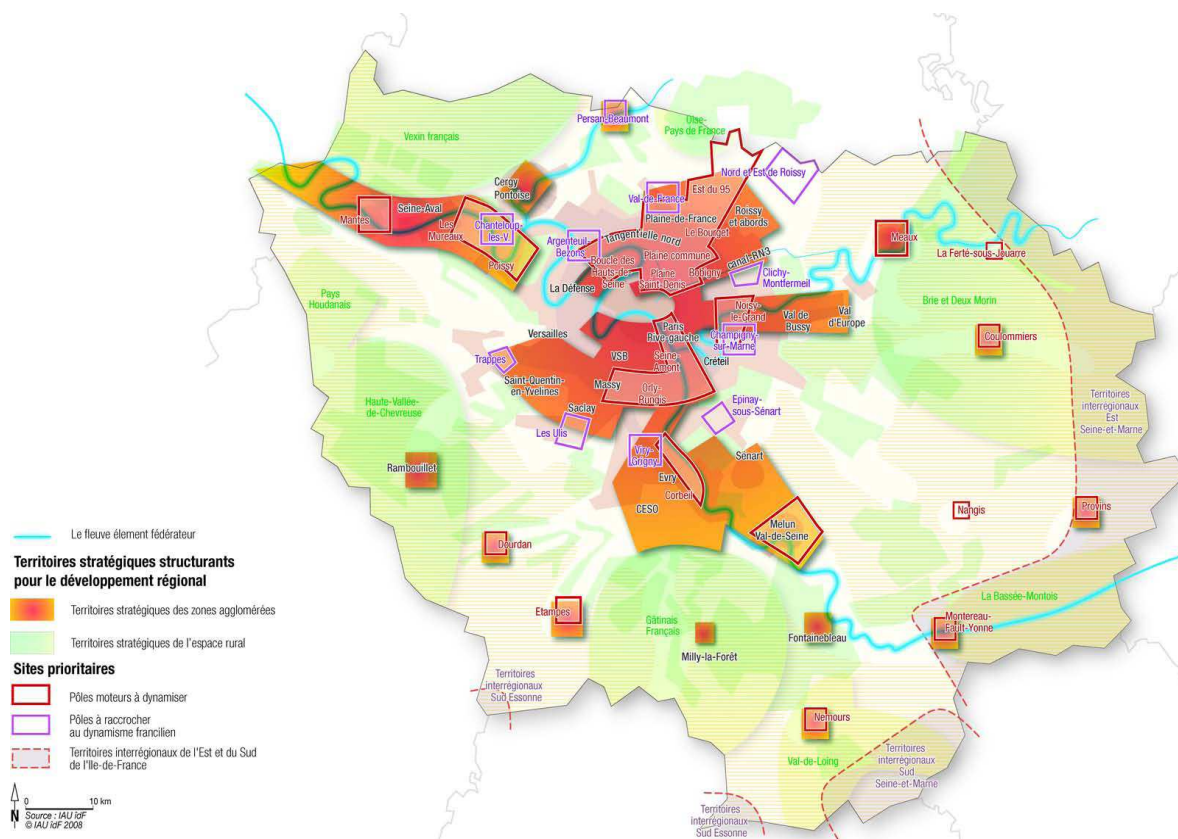 Persan-Beaumont
Oise-
Pays de France
Vexin français
Nord et Est de Roissy
Cergy
Pontoise
Est du 95
Val-de-France
Mantes
Seine-Aval
Les
Mureaux
Chanteloup-
les-V.
Poissy
Plaine-de-France
Roissy
et abords
Le Bourget
Argenteuil-
Bezons
Tangentielle nord
Plaine commune
canal-RN3
Meaux
La Ferté-sous-Jouarre
Boucle des
Hauts-de-
Seine
Plaine
Saint-Denis
Bobigny
Clichy-
Montfermeil
La Défense
Pays
Houdanais
Brie et Deux Morin
Noisy-
le-Grand
Val de
Bussy
Val
d'Europe
Versailles
Paris
Rive-gauche
Champigny-
sur-Marne
Coulommiers
Trappes
VSB
Seine-
Amont
Créteil
Saint-Quentin-
en-Yvelines
Massy
Orly-
Rungis
Haute-Vallée-
de-Chevreuse
Saclay
Epinay-
sous-Sénart
Territoires
interrégionaux
Est
Seine-et-Marne
Les Ulis
Viry-
Grigny
Sénart
Rambouillet
Evry
Corbeil
CESO
Melun
Val-de-Seine
Nangis
Provins
Dourdan
La Bassée-Montois
Etampes
Gâtinais
Français
Montereau-
Fault-Yonne
Fontainebleau
Milly-la-Forêt
Territoires
interrégionaux
Sud Essonne
Nemours
Val-de-Loing
Territoires
interrégionaux
Sud
Seine-et-Marne
Territoires
interrégionaux
Sud Essonne
Le fleuve élement fédérateur
Territoires stratégiques structurants
pour le développement régional
Territoires stratégiques des zones agglomérées
Territoires stratégiques de l'espace rural
Sites prioritaires
Pôles moteurs à dynamiser
Pôles à raccrocher
au dynamisme francilien
Territoires interrégionaux de l'Est et du Sud
de l'Ile-de-France
N
0 10 km
Source : IAU îdF
© IAU îdF 2008